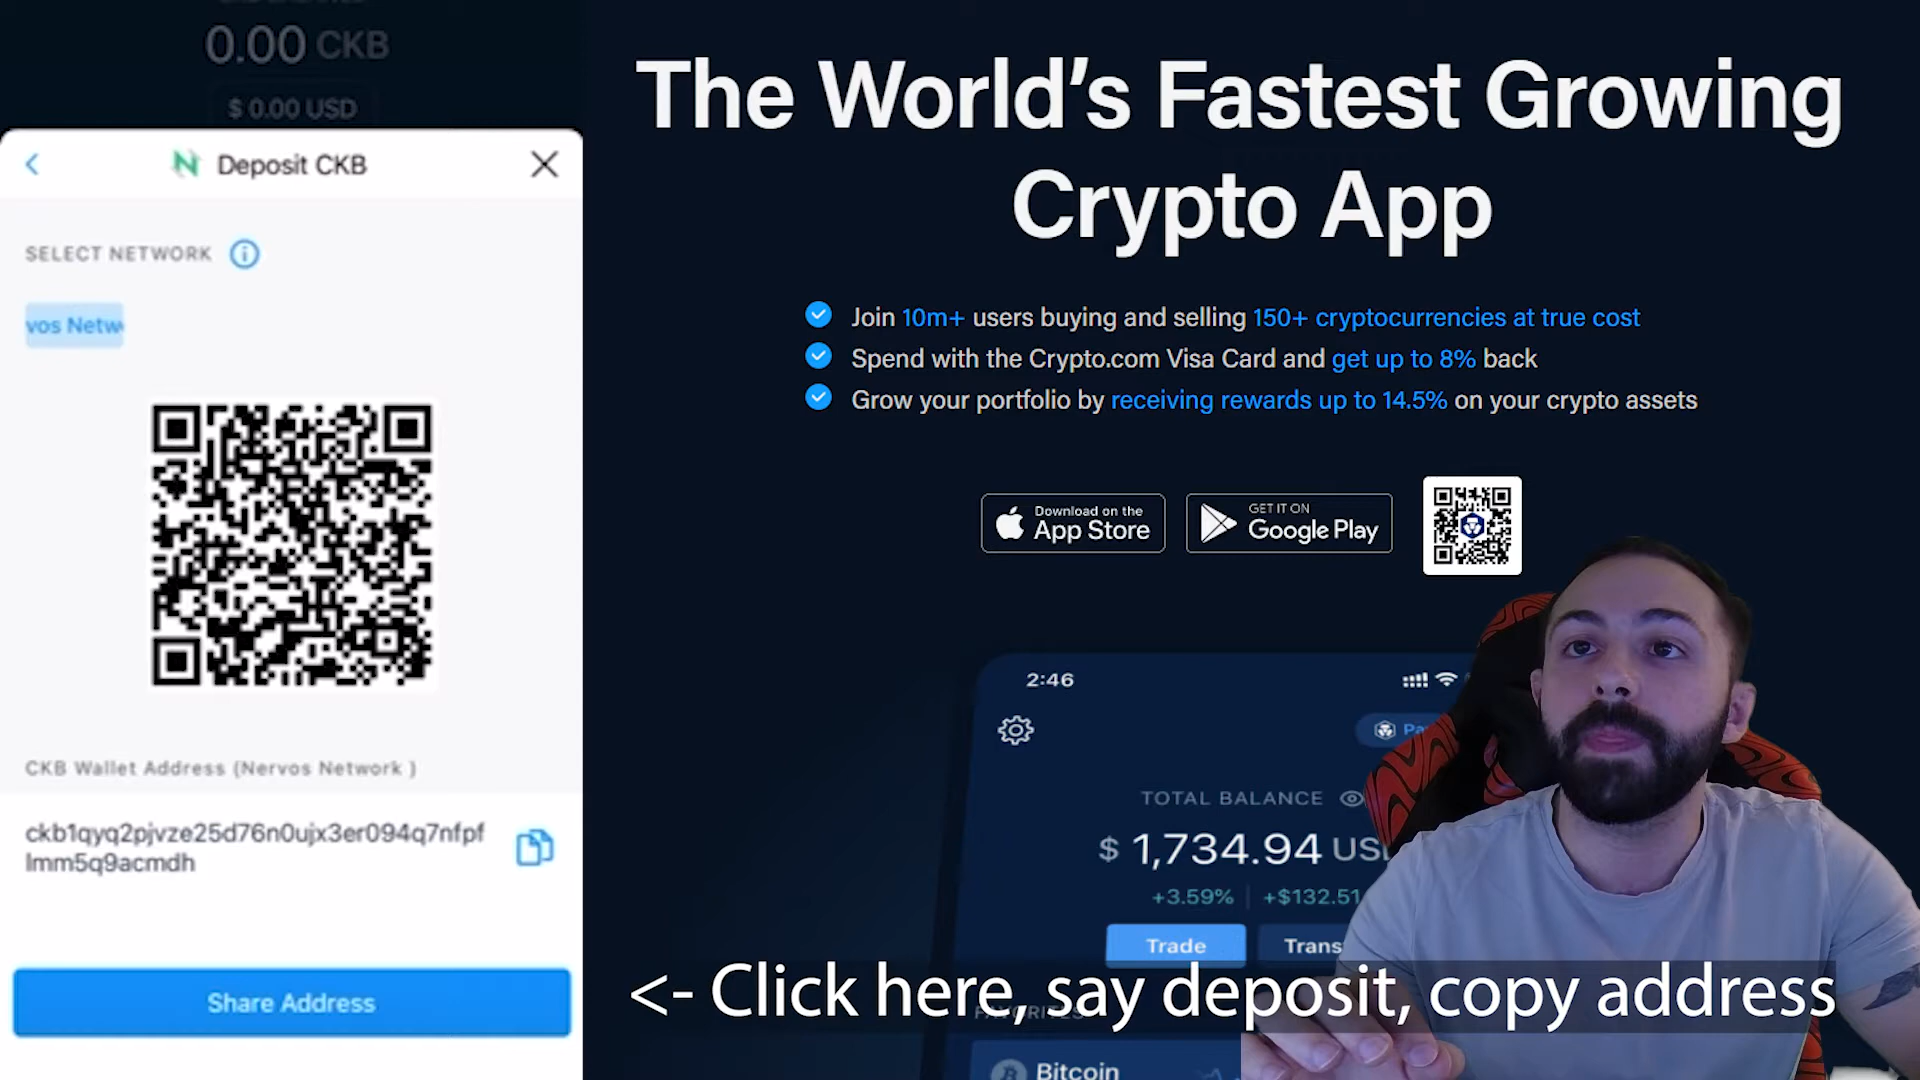 0.00 CKB
$ 0.00 USD
Deposit CKB
SELECT NETWORK
vos Netw
CKB Wallet Address (Nervos Network )
ckb1qyq2pjvze25d76n0ujx3er094q7nfpf
lmm5q9acmdh
Share Address
The World's Fastest Growing
Crypto App
Join 10m+ users buying and selling 150+ cryptocurrencies at true cost
Spend with the Crypto.com Visa Card and get up to 8% back
Grow your portfolio by receiving rewards up to 14.5% on your crypto assets
Download on the
App Store
GET IT ON
Google Play
2:46
Pa
TOTAL BALANCE
$ 1,734.94 US
+3.59% +$132.51
Trade Trans
<- Click here, say deposit, copy address
FAVORITES
Bitcoin